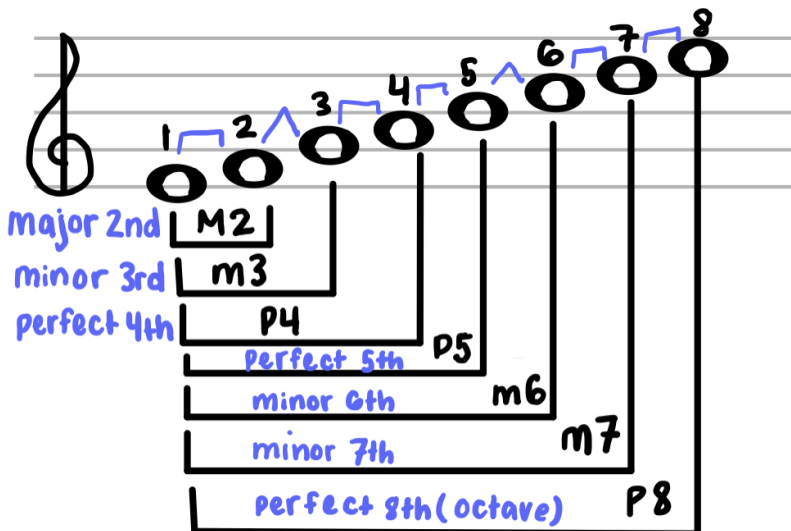 1 2 3 4 5 6 7 8
major 2nd M2
minor 3rd m3
perfect 4th P4
perfect 5th P5
minor 6th m6
minor 7th m7
perfect 8th (octave) P8